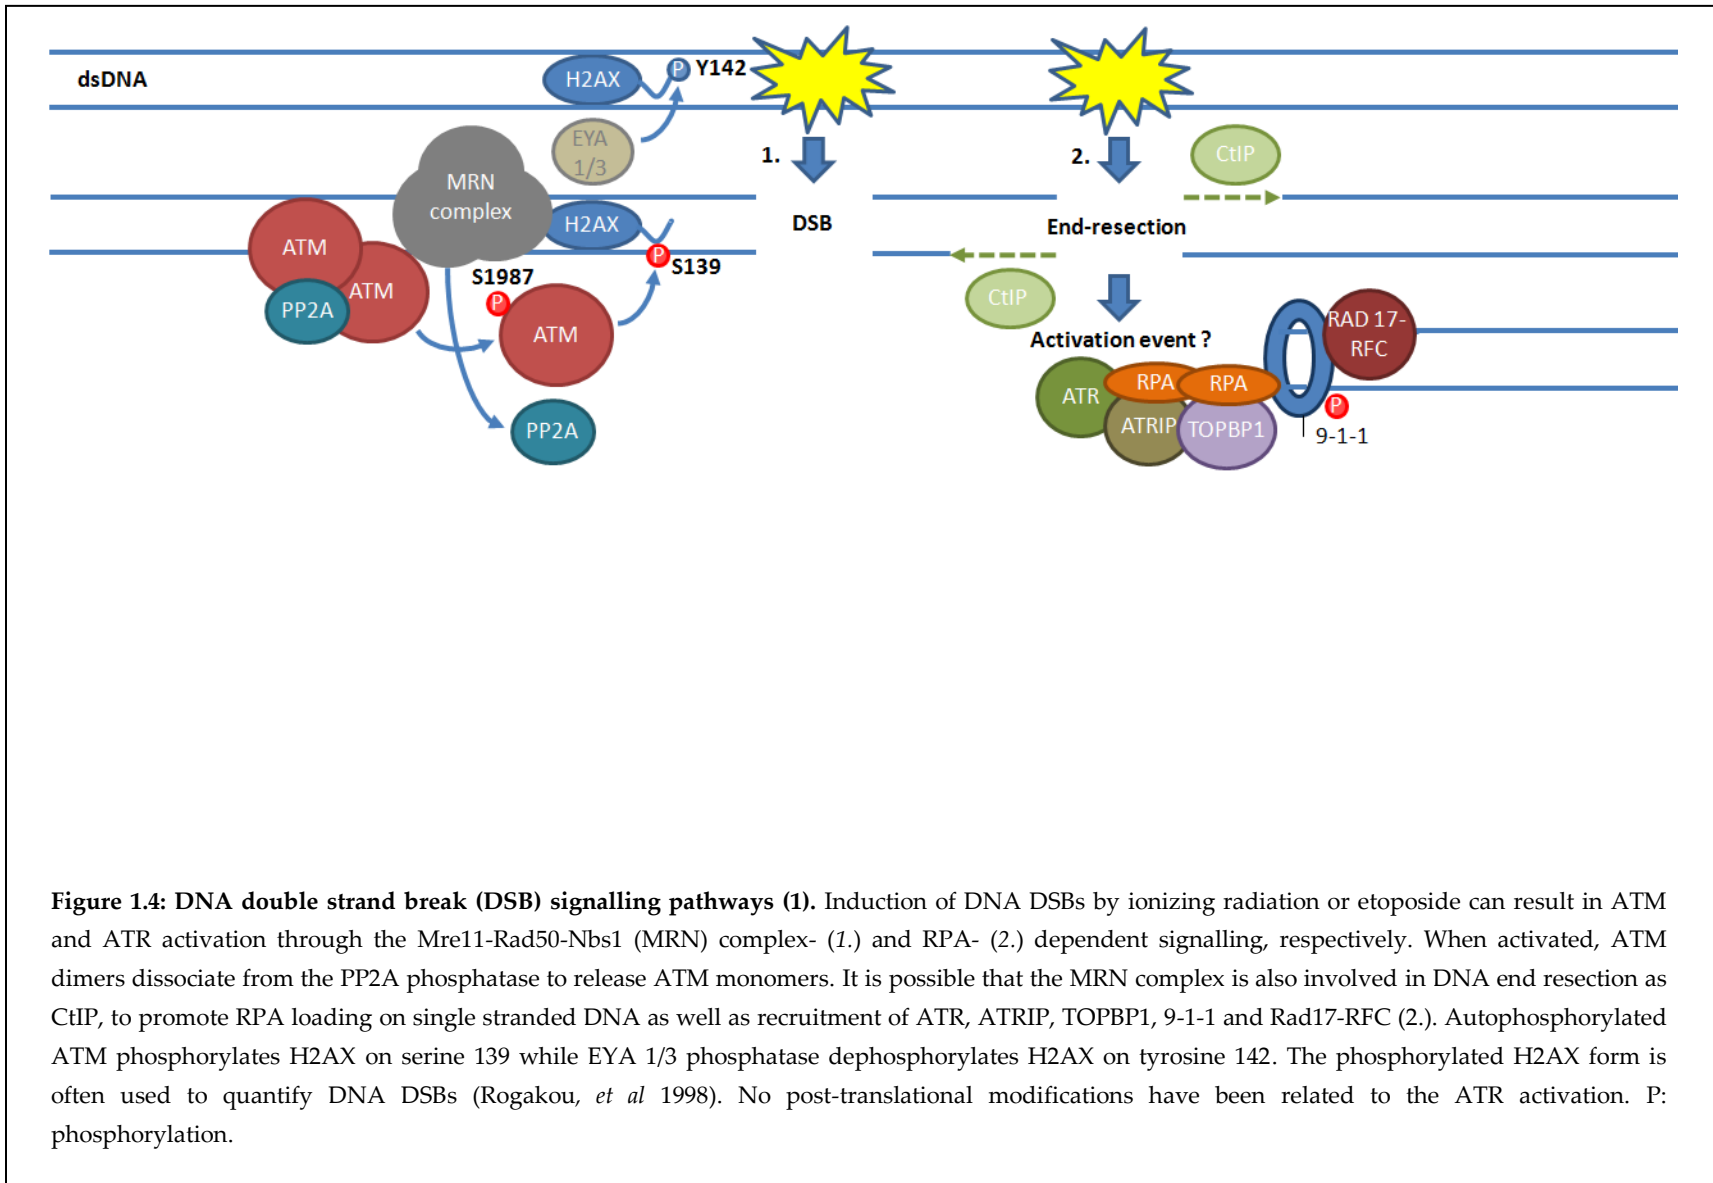 dsDNA
H2AX
P
Y142
EYA
1/3
1.
2.
CtIP
MRN
complex
ATM
H2AX
DSB
End-resection
P
S139
S1987
P
ATM
PP2A
ATM
CtIP
Activation event ?
RAD 17-
RFC
RPA
RPA
ATR
ATRIP
TOPBP1
P
9-1-1
PP2A
Figure 1.4: DNA double strand break (DSB) signalling pathways (1). Induction of DNA DSBs by ionizing radiation or etoposide can result in ATM
and ATR activation through the Mre11-Rad50-Nbs1 (MRN) complex- (1.) and RPA- (2.) dependent signalling, respectively. When activated, ATM
dimers dissociate from the PP2A phosphatase to release ATM monomers. It is possible that the MRN complex is also involved in DNA end resection as
CtIP, to promote RPA loading on single stranded DNA as well as recruitment of ATR, ATRIP, TOPBP1, 9-1-1 and Rad17-RFC (2.). Autophosphorylated
ATM phosphorylates H2AX on serine 139 while EYA 1/3 phosphatase dephosphorylates H2AX on tyrosine 142. The phosphorylated H2AX form is
often used to quantify DNA DSBs (Rogakou, et al 1998). No post-translational modifications have been related to the ATR activation. P:
phosphorylation.